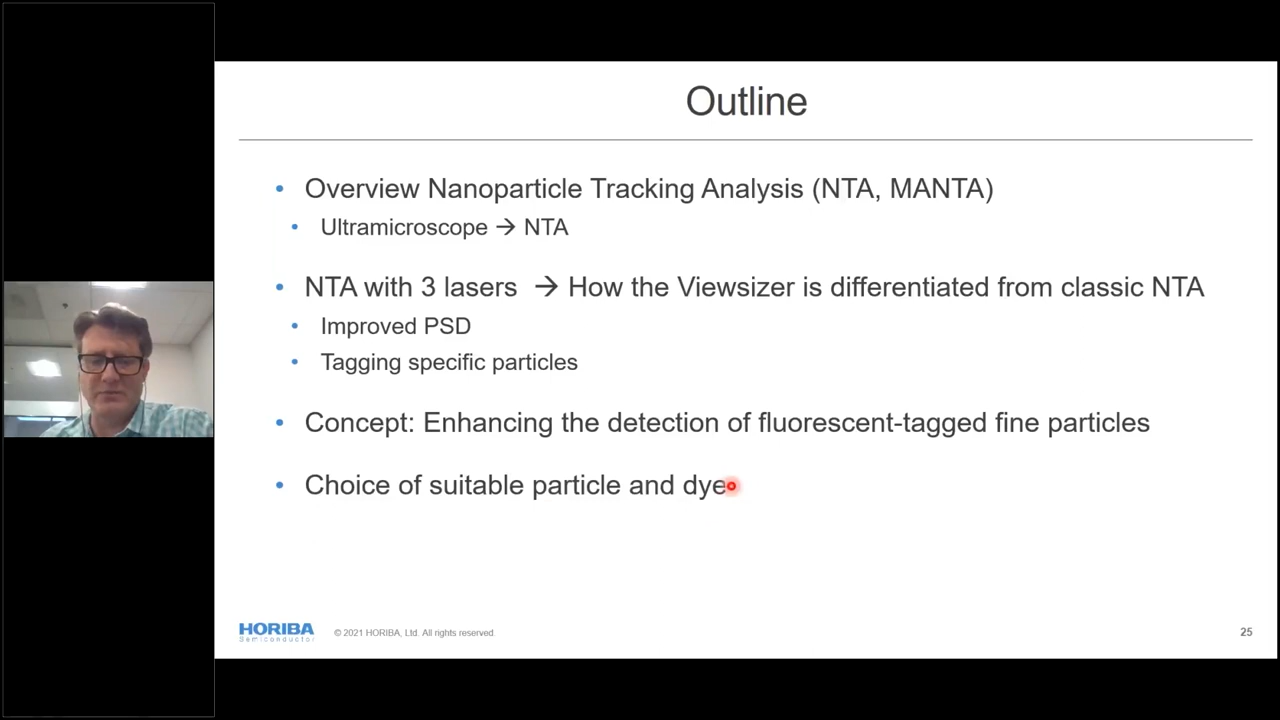 Outline
• Overview Nanoparticle Tracking Analysis (NTA, MANTA)
• Ultramicroscope → NTA
• NTA with 3 lasers → How the Viewsizer is differentiated from classic NTA
• Improved PSD
• Tagging specific particles
• Concept: Enhancing the detection of fluorescent-tagged fine particles
• Choice of suitable particle and dye
HORIBA
Semiconductor
© 2021 HORIBA, Ltd. All rights reserved.
25